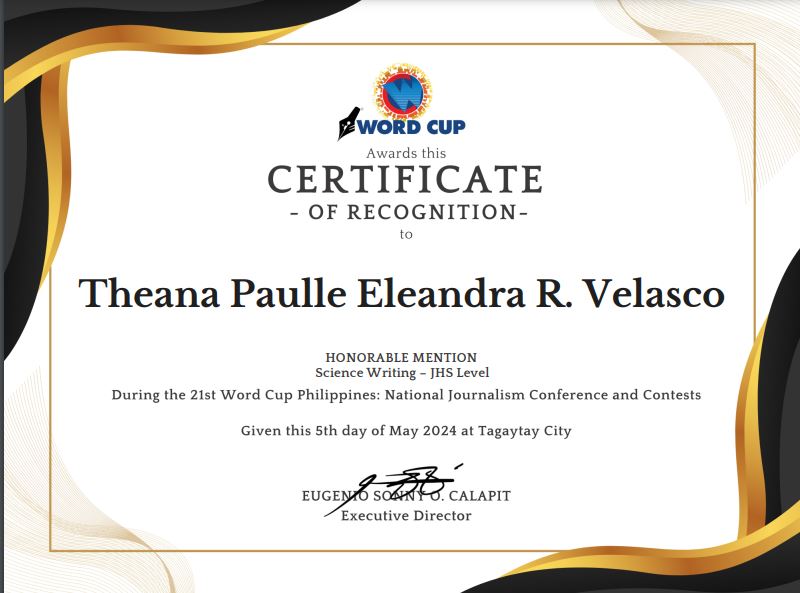 W
WORD CUP
Awards this
CERTIFICATE
- OF RECOGNITION-
to
Theana Paulle Eleandra R. Velasco
HONORABLE MENTION
Science Writing – JHS Level
During the 21st Word Cup Philippines: National Journalism Conference and Contests
Given this 5th day of May 2024 at Tagaytay City
EUGENIO SONNY O. CALAPIT
Executive Director